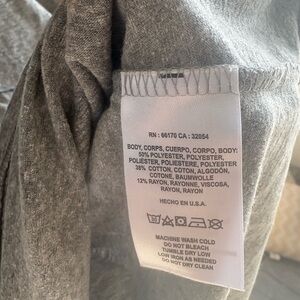 RN : 66170 CA : 32054
BODY, CORPS, CUERPO, CORPO, BODY:
50% POLYESTER, POLYESTER,
POLIÉSTER, POLIESTERE, POLYESTER
38% COTTON, COTON, ALGODÓN,
COTONE, BAUMWOLLE
12% RAYON, RAYONNE, VISCOSA,
RAYON, RAYON
HECHO EN U.S.A.
MACHINE WASH COLD
DO NOT BLEACH
TUMBLE DRY LOW
LOW IRON AS NEEDED
DO NOT DRY CLEAN